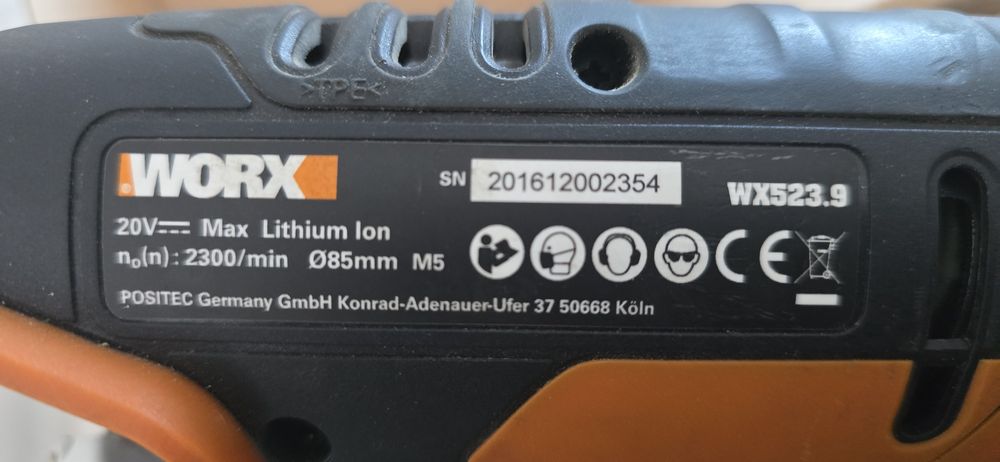 >TPE<
WORX
®
SN 201612002354
WX523.9
20V Max Lithium Ion
n₀(n): 2300/min Ø85mm M5
CE
POSITEC Germany GmbH Konrad-Adenauer-Ufer 37 50668 Köln